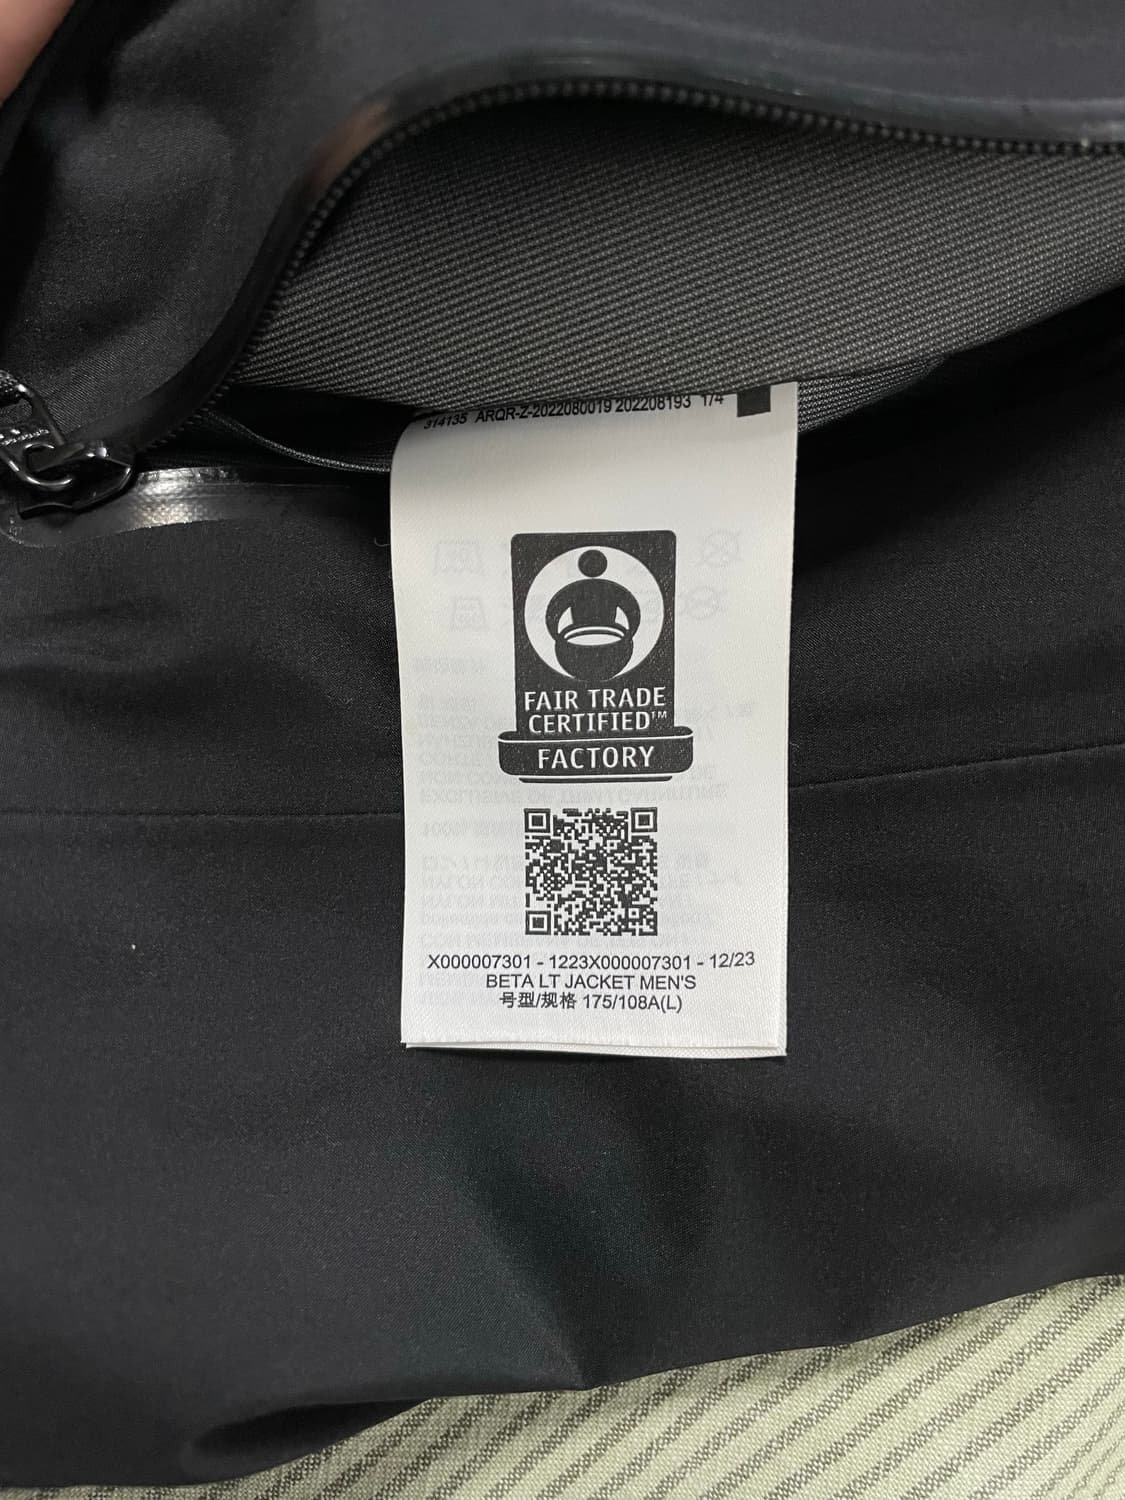 314135 ARQR-Z-2022080019 202208193 1/4
FAIR TRADE
CERTIFIED™
FACTORY
X000007301 - 1223X000007301 - 12/23
BETA LT JACKET MEN'S
号型/规格 175/108A(L)